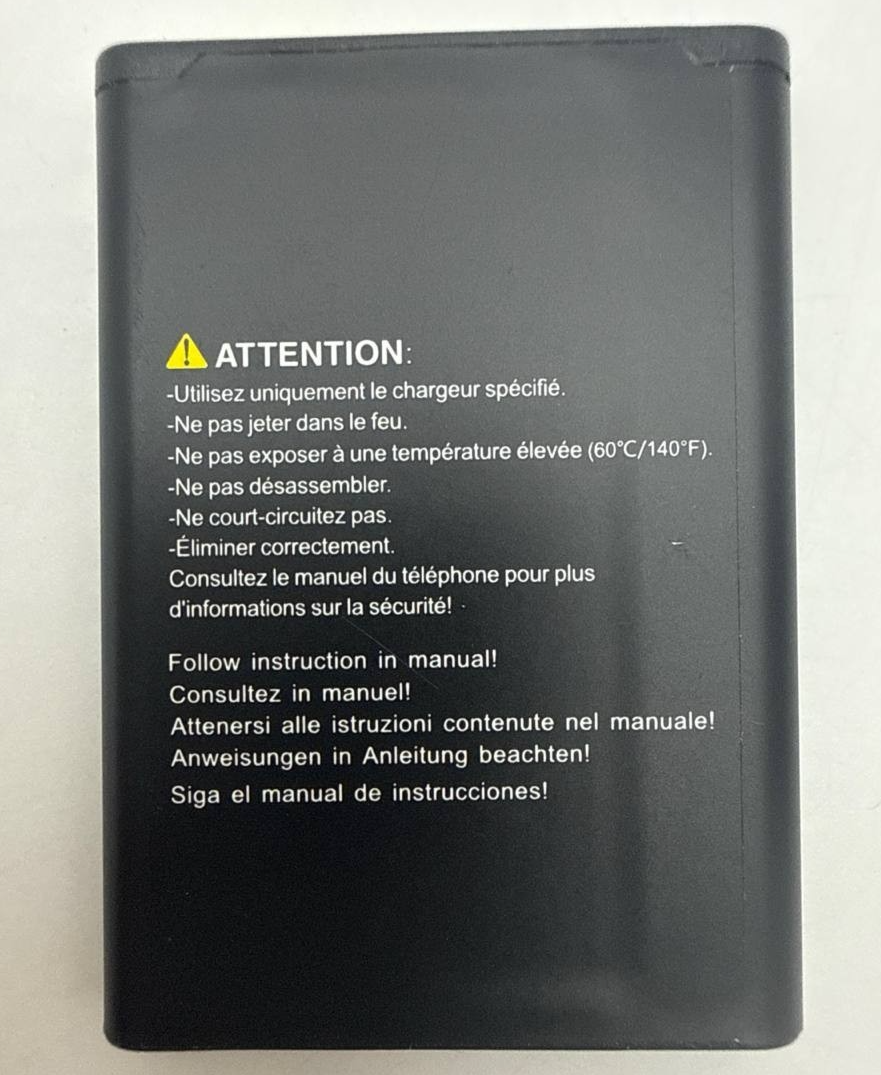 ATTENTION:
-Utilisez uniquement le chargeur spécifié.
-Ne pas jeter dans le feu.
-Ne pas exposer à une température élevée (60°C/140°F).
-Ne pas désassembler.
-Ne court-circuitez pas.
-Éliminer correctement.
Consultez le manuel du téléphone pour plus
d'informations sur la sécurité!
Follow instruction in manual!
Consultez in manuel!
Attenersi alle istruzioni contenute nel manuale!
Anweisungen in Anleitung beachten!
Siga el manual de instrucciones!